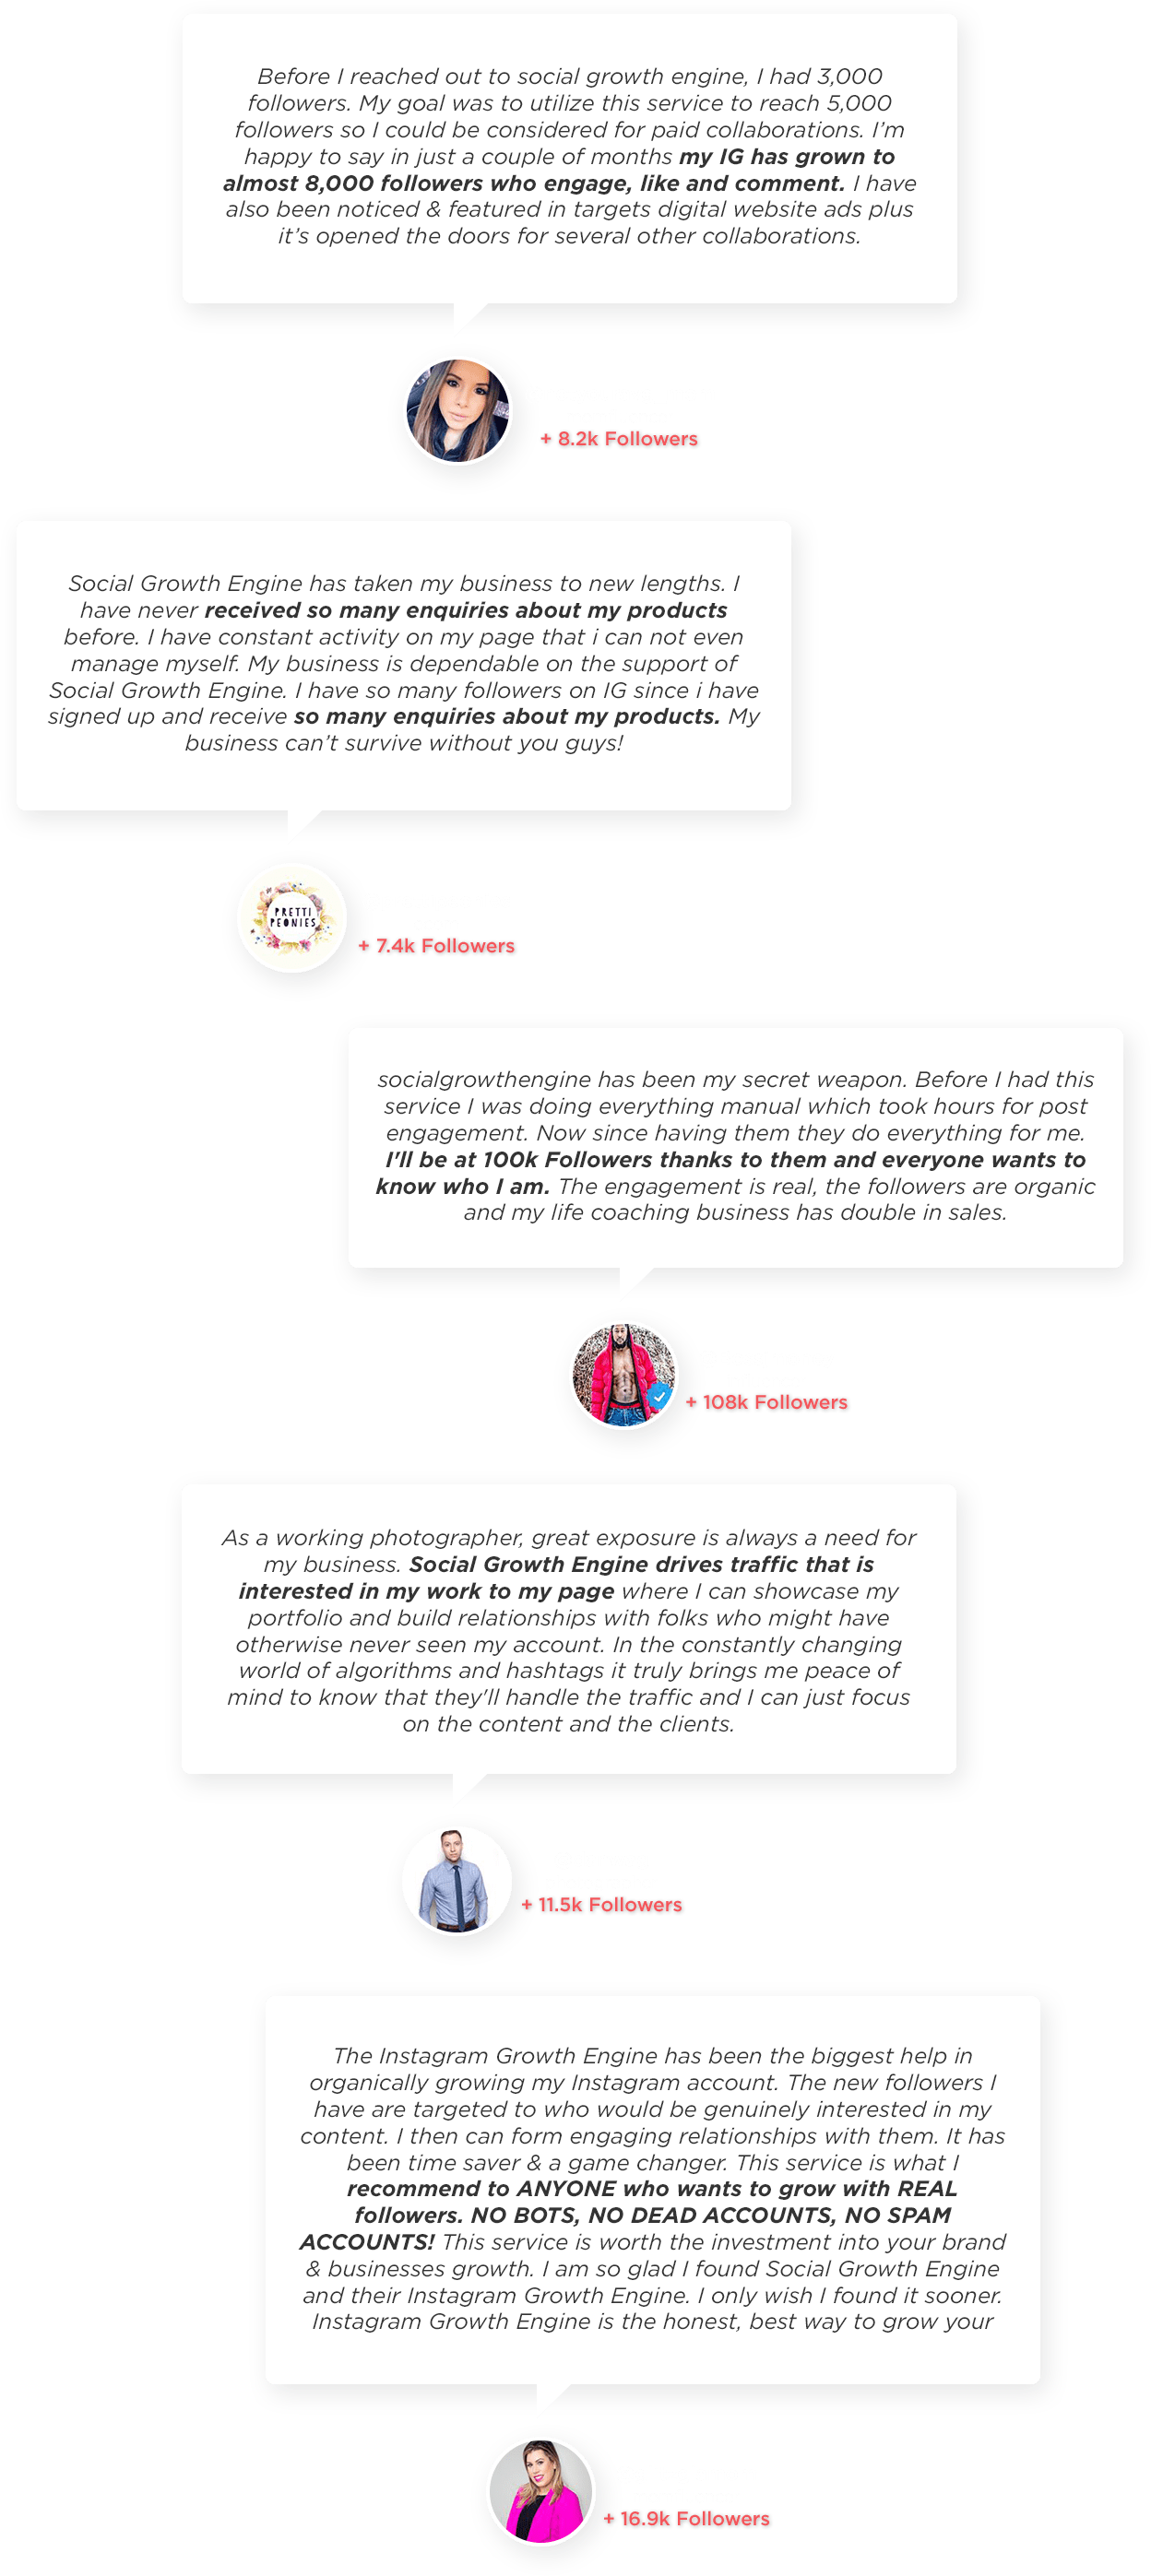 Before I reached out to social growth engine, I had 3,000
followers. My goal was to utilize this service to reach 5,000
followers so I could be considered for paid collaborations. I’m
happy to say in just a couple of months my IG has grown to
almost 8,000 followers who engage, like and comment. I have
also been noticed & featured in targets digital website ads plus
it’s opened the doors for several other collaborations.
+ 8.2k Followers
Social Growth Engine has taken my business to new lengths. I
have never received so many enquiries about my products
before. I have constant activity on my page that i can not even
manage myself. My business is dependable on the support of
Social Growth Engine. I have so many followers on IG since i have
signed up and receive so many enquiries about my products. My
business can't survive without you guys!
PRETTI
PEONIES
+ 7.4k Followers
socialgrowthengine has been my secret weapon. Before I had this
service I was doing everything manual which took hours for post
engagement. Now since having them they do everything for me.
I'll be at 100k Followers thanks to them and everyone wants to
know who I am. The engagement is real, the followers are organic
and my life coaching business has double in sales.
+ 108k Followers
As a working photographer, great exposure is always a need for
my business. Social Growth Engine drives traffic that is
interested in my work to my page where I can showcase my
portfolio and build relationships with folks who might have
otherwise never seen my account. In the constantly changing
world of algorithms and hashtags it truly brings me peace of
mind to know that they'll handle the traffic and I can just focus
on the content and the clients.
+ 11.5k Followers
The Instagram Growth Engine has been the biggest help in
organically growing my Instagram account. The new followers I
have are targeted to who would be genuinely interested in my
content. I then can form engaging relationships with them. It has
been time saver & a game changer. This service is what I
recommend to ANYONE who wants to grow with REAL
followers. NO BOTS, NO DEAD ACCOUNTS, NO SPAM
ACCOUNTS! This service is worth the investment into your brand
& businesses growth. I am so glad I found Social Growth Engine
and their Instagram Growth Engine. I only wish I found it sooner.
Instagram Growth Engine is the honest, best way to grow your
+ 16.9k Followers